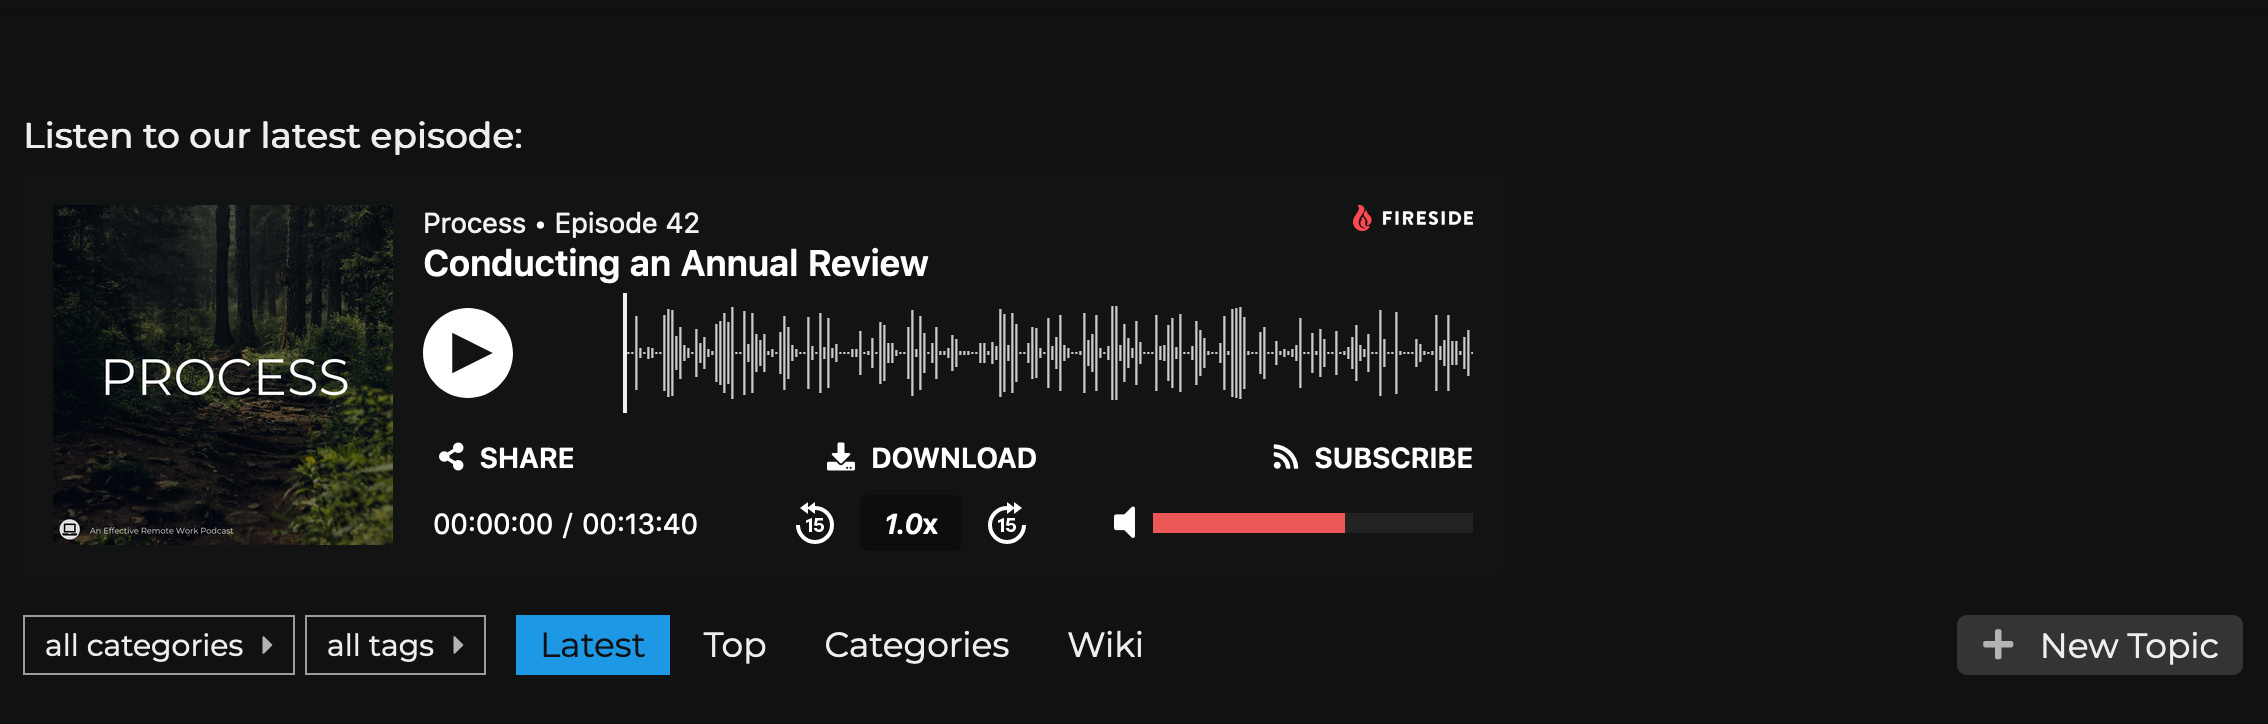 Listen to our latest episode:
PROCESS
An Effective Remote Work Podcast
Process • Episode 42
FIRESIDE
Conducting an Annual Review
SHARE
DOWNLOAD
SUBSCRIBE
00:00:00 / 00:13:40
15
1.0x
15
all categories
all tags
Latest
Top
Categories
Wiki
New Topic